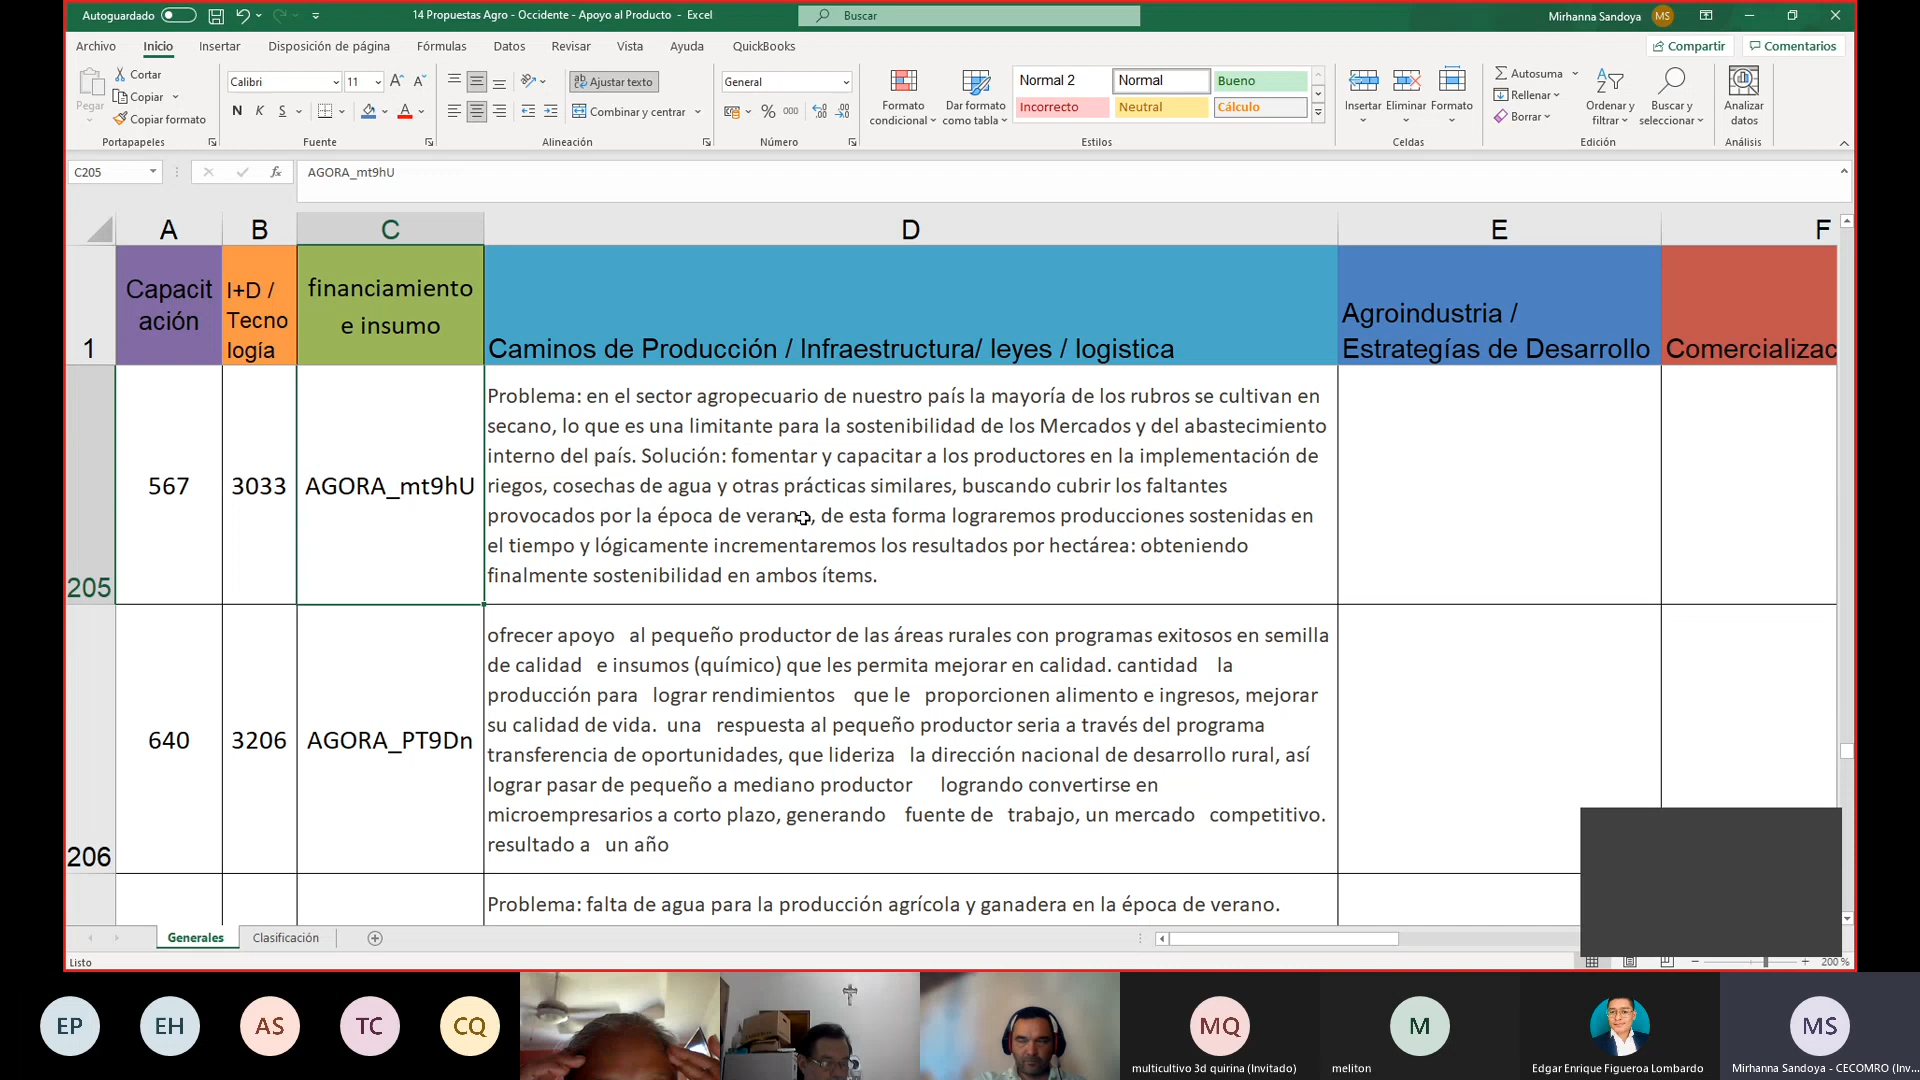 Autoguardado
14 Propuestas Agro - Occidente - Apoyo al Producto - Excel
Buscar
Mirhanna Sandoya
MS
Archivo
Inicio
Insertar
Disposición de página
Fórmulas
Datos
Revisar
Vista
Ayuda
QuickBooks
Compartir
Comentarios
Pegar
Cortar
Copiar
Copiar formato
Portapapeles
Calibri
11
N K S
Fuente
Ajustar texto
Combinar y centrar
Alineación
General
% 000
Número
Formato condicional
Dar formato como tabla
Normal 2
Normal
Bueno
Incorrecto
Neutral
Cálculo
Estilos
Insertar
Eliminar
Formato
Celdas
Autosuma
Rellenar
Borrar
Ordenar y filtrar
Buscar y seleccionar
Edición
Analizar datos
Análisis
C205
fx
AGORA_mt9hU
A B C D E F
1
Capacit
ación
I+D /
Tecno
logía
financiamiento
e insumo
Caminos de Producción / Infraestructura/ leyes / logistica
Agroindustria /
Estrategías de Desarrollo
Comercializac
205
567
3033
AGORA_mt9hU
Problema: en el sector agropecuario de nuestro país la mayoría de los rubros se cultivan en
secano, lo que es una limitante para la sostenibilidad de los Mercados y del abastecimiento
interno del país. Solución: fomentar y capacitar a los productores en la implementación de
riegos, cosechas de agua y otras prácticas similares, buscando cubrir los faltantes
provocados por la época de verano, de esta forma lograremos producciones sostenidas en
el tiempo y lógicamente incrementaremos los resultados por hectárea: obteniendo
finalmente sostenibilidad en ambos ítems.
206
640
3206
AGORA_PT9Dn
ofrecer apoyo al pequeño productor de las áreas rurales con programas exitosos en semilla
de calidad e insumos (químico) que les permita mejorar en calidad. cantidad la
producción para lograr rendimientos que le proporcionen alimento e ingresos, mejorar
su calidad de vida. una respuesta al pequeño productor seria a través del programa
transferencia de oportunidades, que lideriza la dirección nacional de desarrollo rural, así
lograr pasar de pequeño a mediano productor logrando convertirse en
microempresarios a corto plazo, generando fuente de trabajo, un mercado competitivo.
resultado a un año
Problema: falta de agua para la producción agrícola y ganadera en la época de verano.
Generales
Clasificación
Listo
200 %
EP
EH
AS
TC
CQ
MQ
multicultivo 3d quirina (Invitado)
M
meliton
Edgar Enrique Figueroa Lombardo
MS
Mirhanna Sandoya - CECOMRO (Inv...